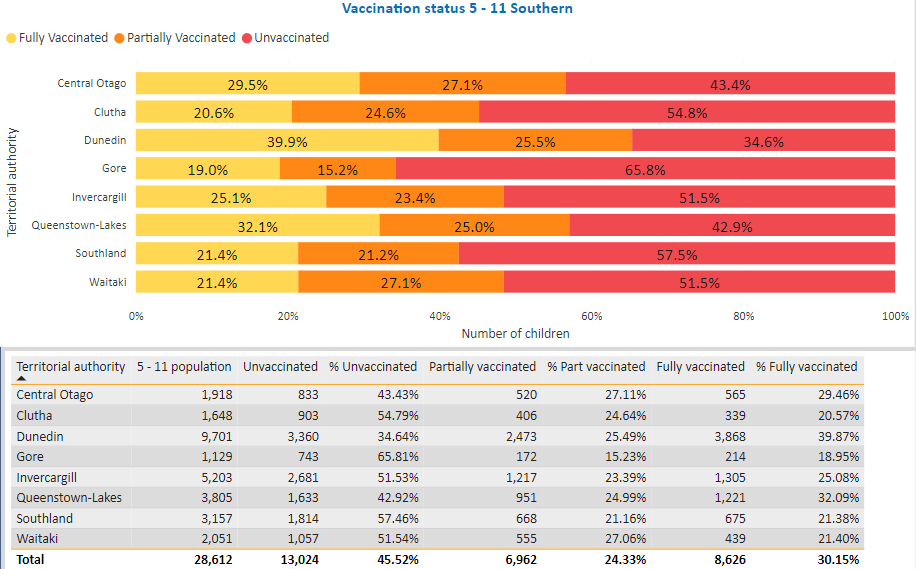 Vaccination status 5 - 11 Southern
Fully Vaccinated Partially Vaccinated Unvaccinated
Territorial authority
Central Otago 29.5% 27.1% 43.4%
Clutha 20.6% 24.6% 54.8%
Dunedin 39.9% 25.5% 34.6%
Gore 19.0% 15.2% 65.8%
Invercargill 25.1% 23.4% 51.5%
Queenstown-Lakes 32.1% 25.0% 42.9%
Southland 21.4% 21.2% 57.5%
Waitaki 21.4% 27.1% 51.5%
0% 20% 40% 60% 80% 100%
Number of children
Territorial authority 5 - 11 population Unvaccinated % Unvaccinated Partially vaccinated % Part vaccinated Fully vaccinated % Fully vaccinated
Central Otago 1,918 833 43.43% 520 27.11% 565 29.46%
Clutha 1,648 903 54.79% 406 24.64% 339 20.57%
Dunedin 9,701 3,360 34.64% 2,473 25.49% 3,868 39.87%
Gore 1,129 743 65.81% 172 15.23% 214 18.95%
Invercargill 5,203 2,681 51.53% 1,217 23.39% 1,305 25.08%
Queenstown-Lakes 3,805 1,633 42.92% 951 24.99% 1,221 32.09%
Southland 3,157 1,814 57.46% 668 21.16% 675 21.38%
Waitaki 2,051 1,057 51.54% 555 27.06% 439 21.40%
Total 28,612 13,024 45.52% 6,962 24.33% 8,626 30.15%